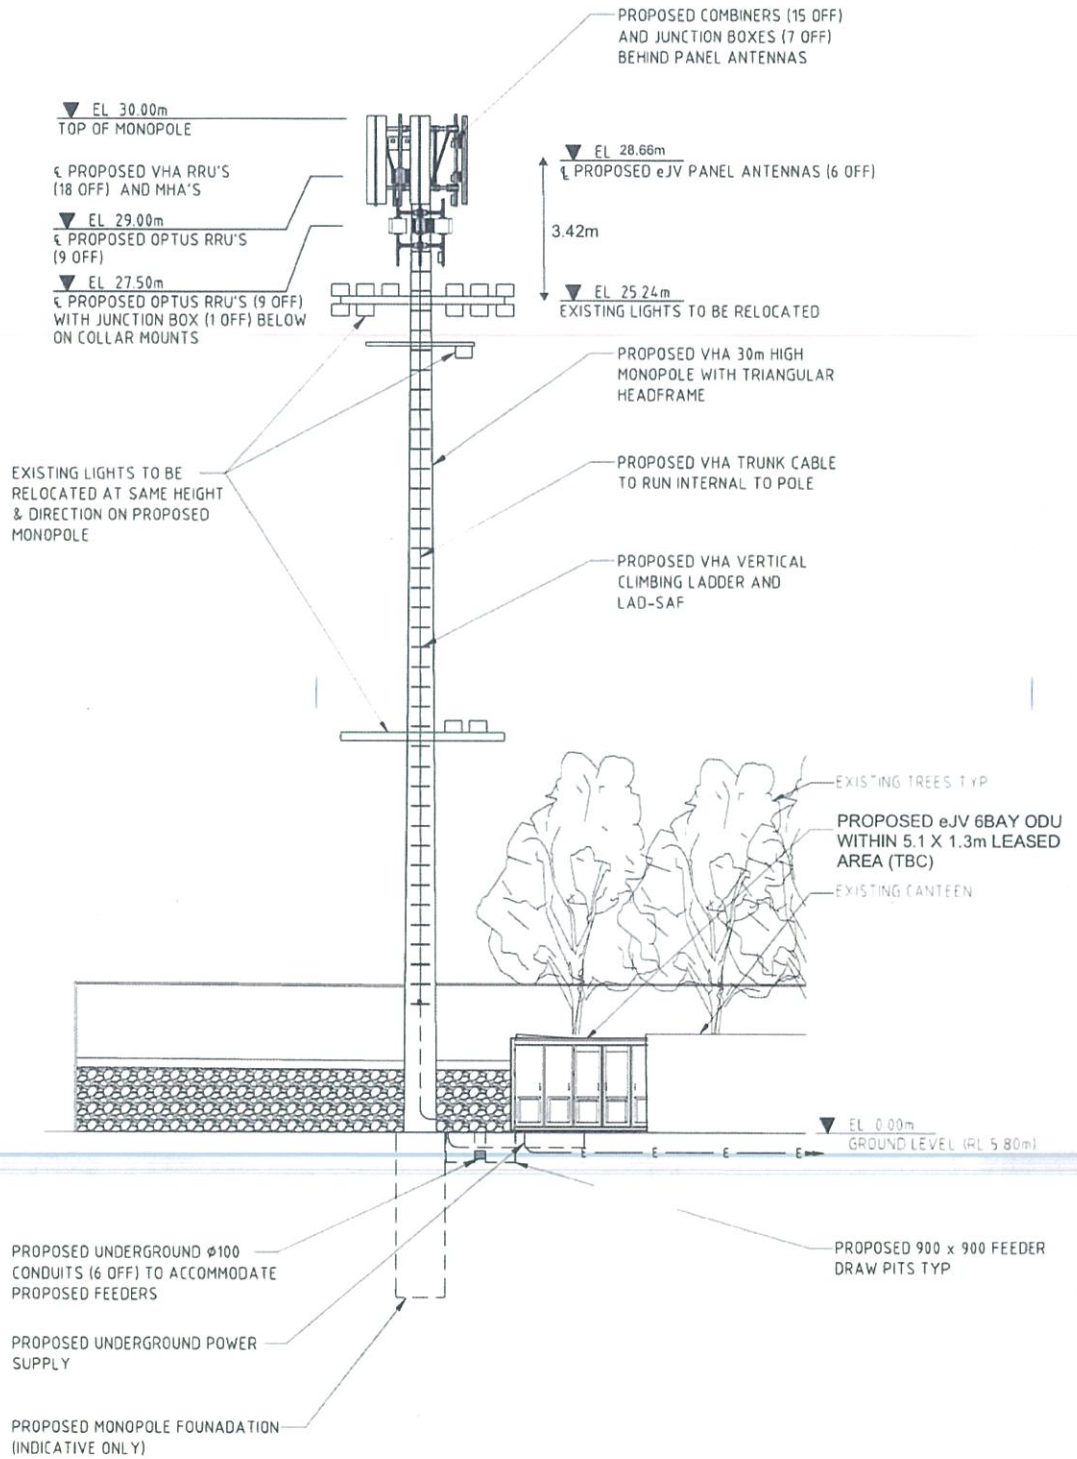 PROPOSED COMBINERS (15 OFF)
AND JUNCTION BOXES (7 OFF)
BEHIND PANEL ANTENNAS
EL 30.00m
TOP OF MONOPOLE
℄ PROPOSED VHA RRU'S
(18 OFF) AND MHA'S
EL 29.00m
℄ PROPOSED OPTUS RRU'S
(9 OFF)
EL 27.50m
℄ PROPOSED OPTUS RRU'S (9 OFF)
WITH JUNCTION BOX (1 OFF) BELOW
ON COLLAR MOUNTS
EL 28.66m
℄ PROPOSED eJV PANEL ANTENNAS (6 OFF)
3.42m
EL 25.24m
EXISTING LIGHTS TO BE RELOCATED
PROPOSED VHA 30m HIGH
MONOPOLE WITH TRIANGULAR
HEADFRAME
PROPOSED VHA TRUNK CABLE
TO RUN INTERNAL TO POLE
EXISTING LIGHTS TO BE
RELOCATED AT SAME HEIGHT
& DIRECTION ON PROPOSED
MONOPOLE
PROPOSED VHA VERTICAL
CLIMBING LADDER AND
LAD-SAF
EXISTING TREES TYP
PROPOSED eJV 6BAY ODU
WITHIN 5.1 X 1.3m LEASED
AREA (TBC)
EXISTING CANTEEN
EL 0.00m
GROUND LEVEL (RL 5.80m)
E E E E
PROPOSED UNDERGROUND ø100
CONDUITS (6 OFF) TO ACCOMMODATE
PROPOSED FEEDERS
PROPOSED 900 x 900 FEEDER
DRAW PITS TYP
PROPOSED UNDERGROUND POWER
SUPPLY
PROPOSED MONOPOLE FOUNADATION
(INDICATIVE ONLY)